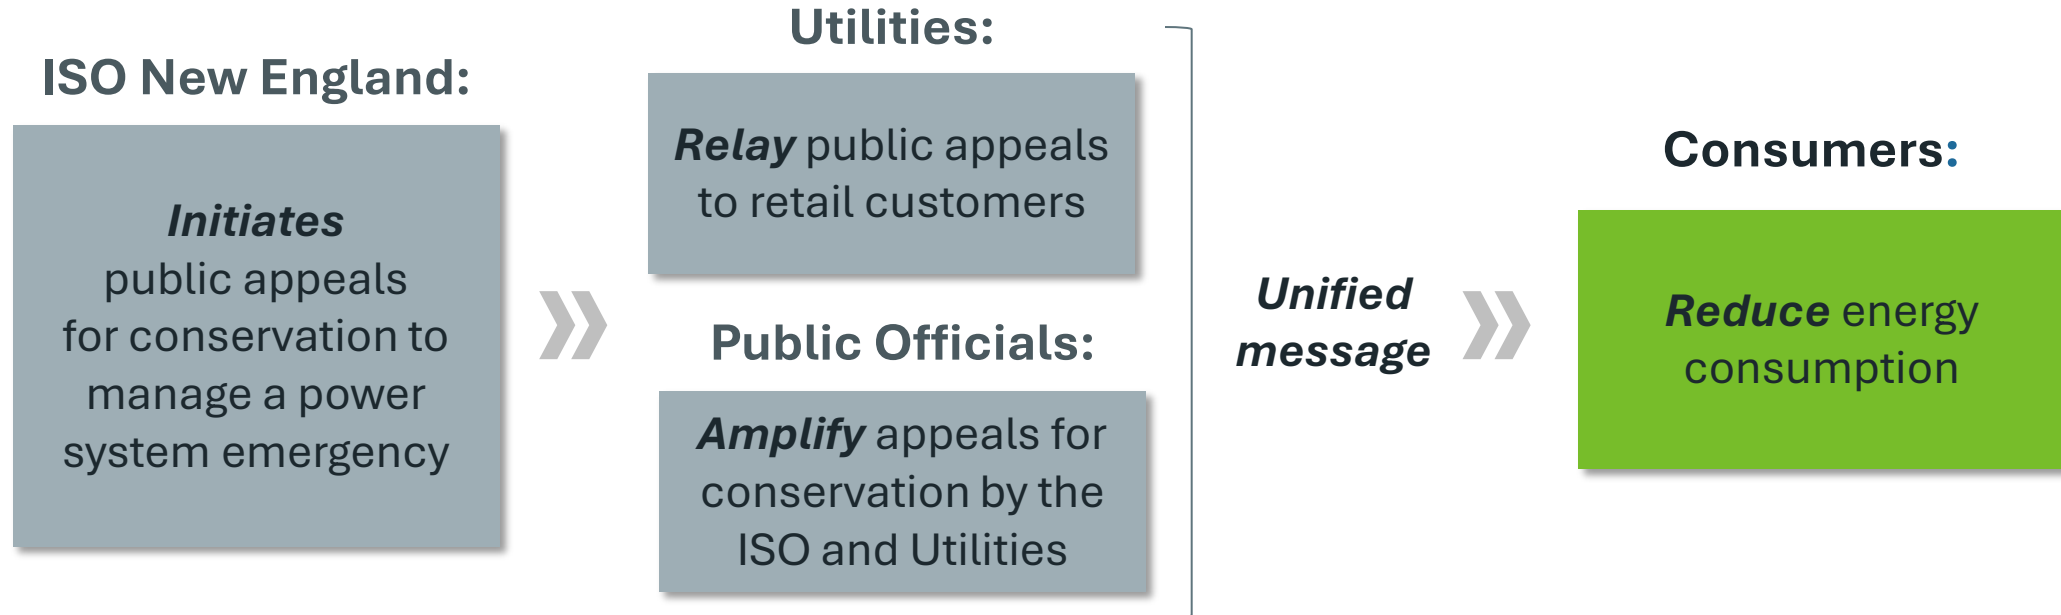 ISO New England:
Initiates
public appeals
for conservation to
manage a power
system emergency
Utilities:
Relay public appeals
to retail customers
Public Officials:
Amplify appeals for
conservation by the
ISO and Utilities
Unified
message
Consumers:
Reduce energy
consumption